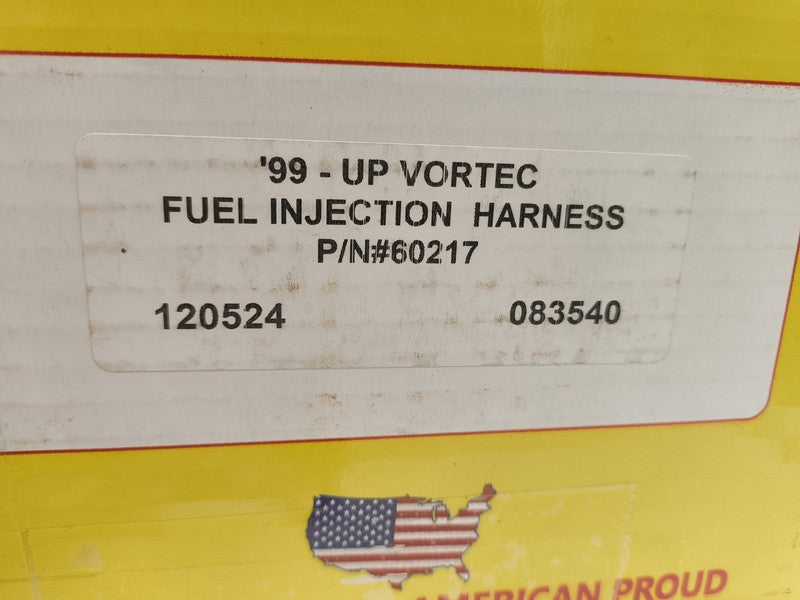 '99 - UP VORTEC
FUEL INJECTION HARNESS
P/N#60217
120524 083540
AMERICAN PROUD